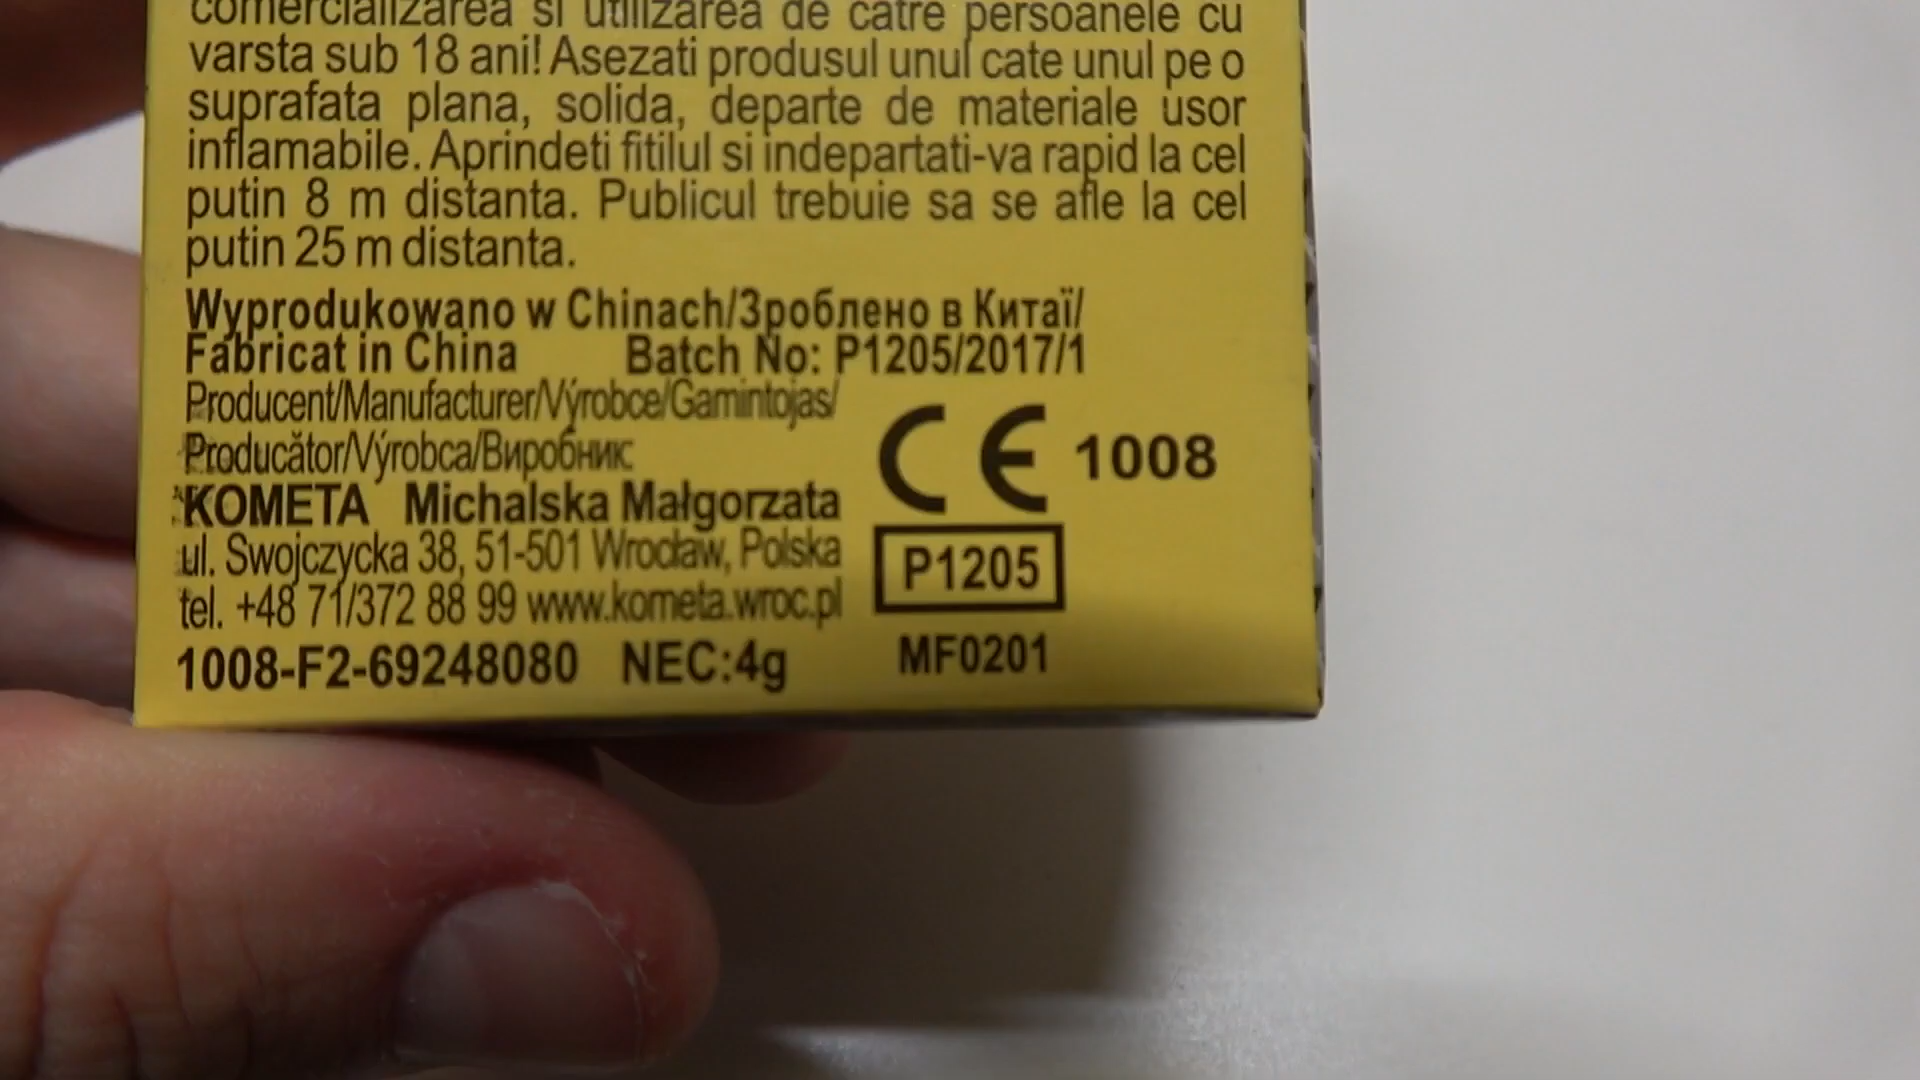 comercializarea si utilizarea de catre persoanele cu
varsta sub 18 ani! Asezati produsul unul cate unul pe o
suprafata plana, solida, departe de materiale usor
inflamabile. Aprindeti fitilul si indepartati-va rapid la cel
putin 8 m distanta. Publicul trebuie sa se afle la cel
putin 25 m distanta.
Wyprodukowano w Chinach/Зроблено в Китаї/
Fabricat in China Batch No: P1205/2017/1
Producent/Manufacturer/Výrobce/Gamintojas/
Producător/Výrobca/Виробник
KOMETA Michalska Małgorzata
ul. Swojczycka 38, 51-501 Wrocław, Polska
tel. +48 71/372 88 99 www.kometa.wroc.pl
1008-F2-69248080 NEC:4g
CE 1008
P1205
MF0201